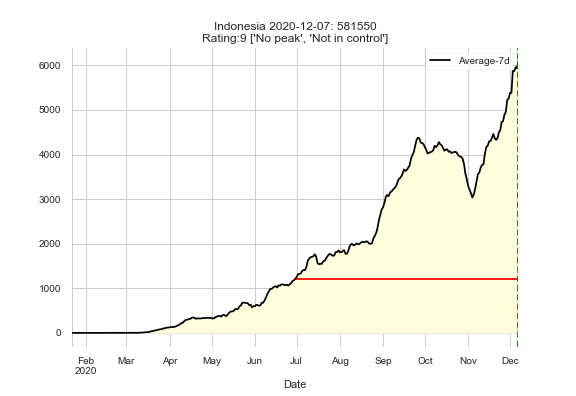 Indonesia 2020-12-07: 581550
Rating:9 ['No peak', 'Not in control']
Average-7d
6000
5000
4000
3000
2000
1000
0
Feb Mar Apr May Jun Jul Aug Sep Oct Nov Dec
2020
Date